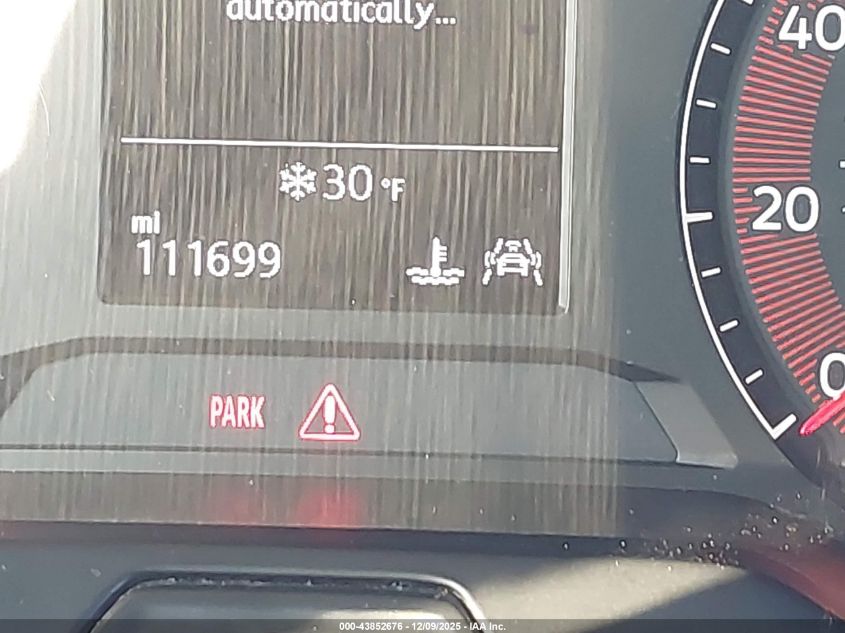 automatically...
40
30 °F
20
mi
111699
0
PARK
000-43852676 - 12/09/2025 - IAA Inc.